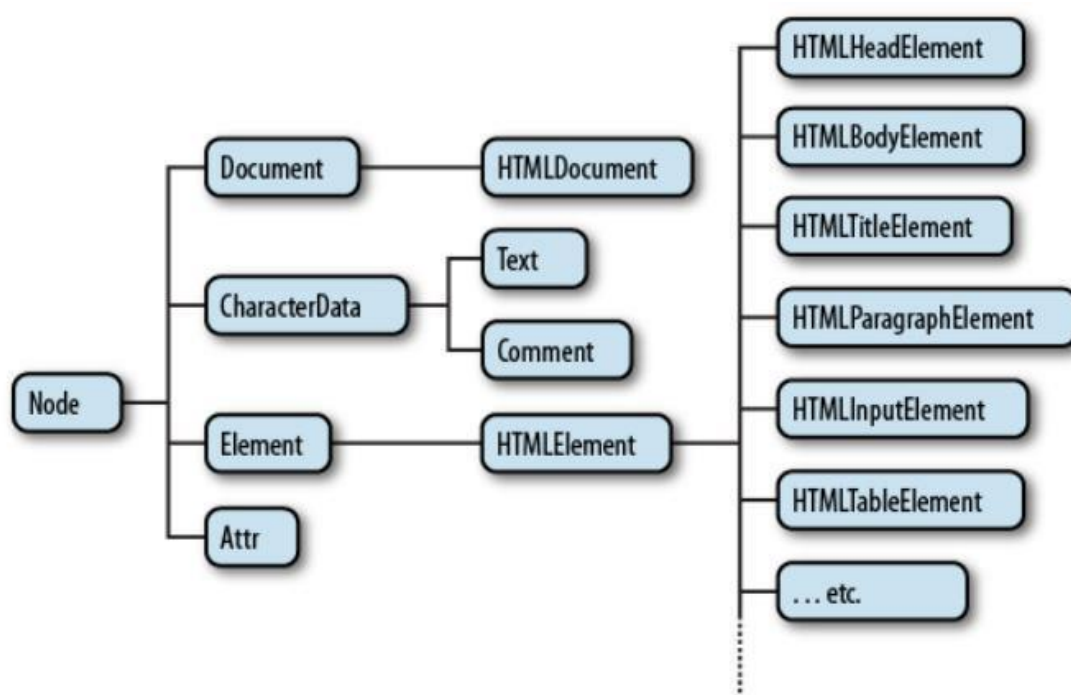 Node
Document
CharacterData
Element
Attr
HTMLDocument
Text
Comment
HTMLElement
HTMLHeadElement
HTMLBodyElement
HTMLTitleElement
HTMLParagraphElement
HTMLInputElement
HTMLTableElement
. . . etc.